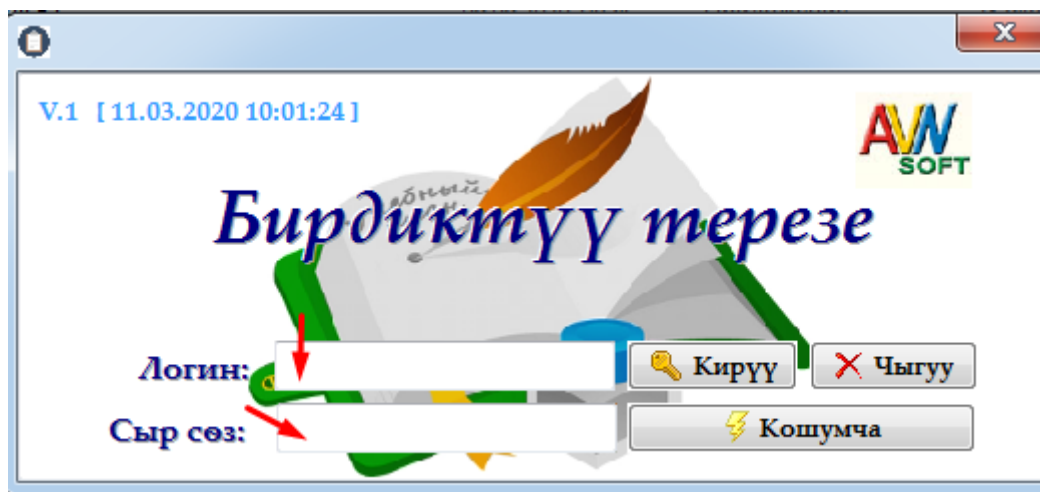 V.1 [ 11.03.2020 10:01:24 ]
AVN
SOFT
Бирдиктүү терезе
Логин:
Кирүү
Чыгуу
Сыр сөз:
Кошумча